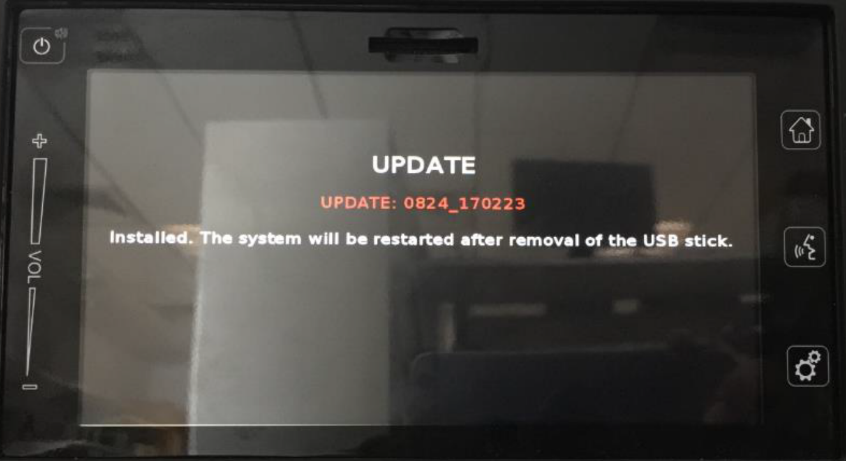 UPDATE
UPDATE: 0824_170223
Installed. The system will be restarted after removal of the USB stick.
VOL